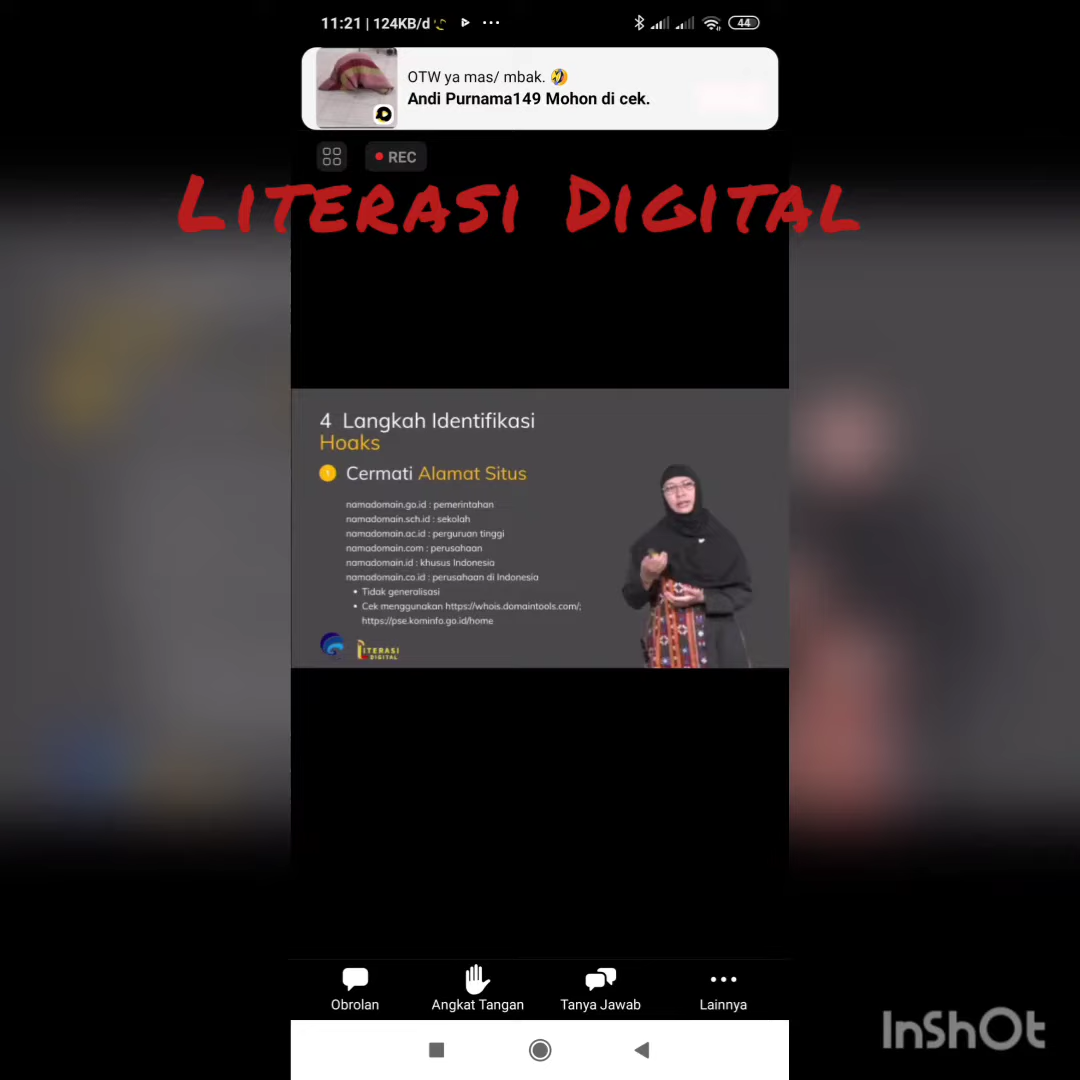 11:21 | 124KB/d
44
OTW ya mas/ mbak. 🤣
Andi Purnama149 Mohon di cek.
REC
LITERASI DIGITAL
4 Langkah Identifikasi
Hoaks
1 Cermati Alamat Situs
namadomain.go.id : pemerintahan
namadomain.sch.id : sekolah
namadomain.ac.id : perguruan tinggi
namadomain.com : perusahaan
namadomain.id : khusus Indonesia
namadomain.co.id : perusahaan di Indonesia
• Tidak generalisasi
• Cek menggunakan https://whois.domaintools.com/;
https://pse.kominfo.go.id/home
LITERASI
DIGITAL
Obrolan
Angkat Tangan
Tanya Jawab
Lainnya
InShOt